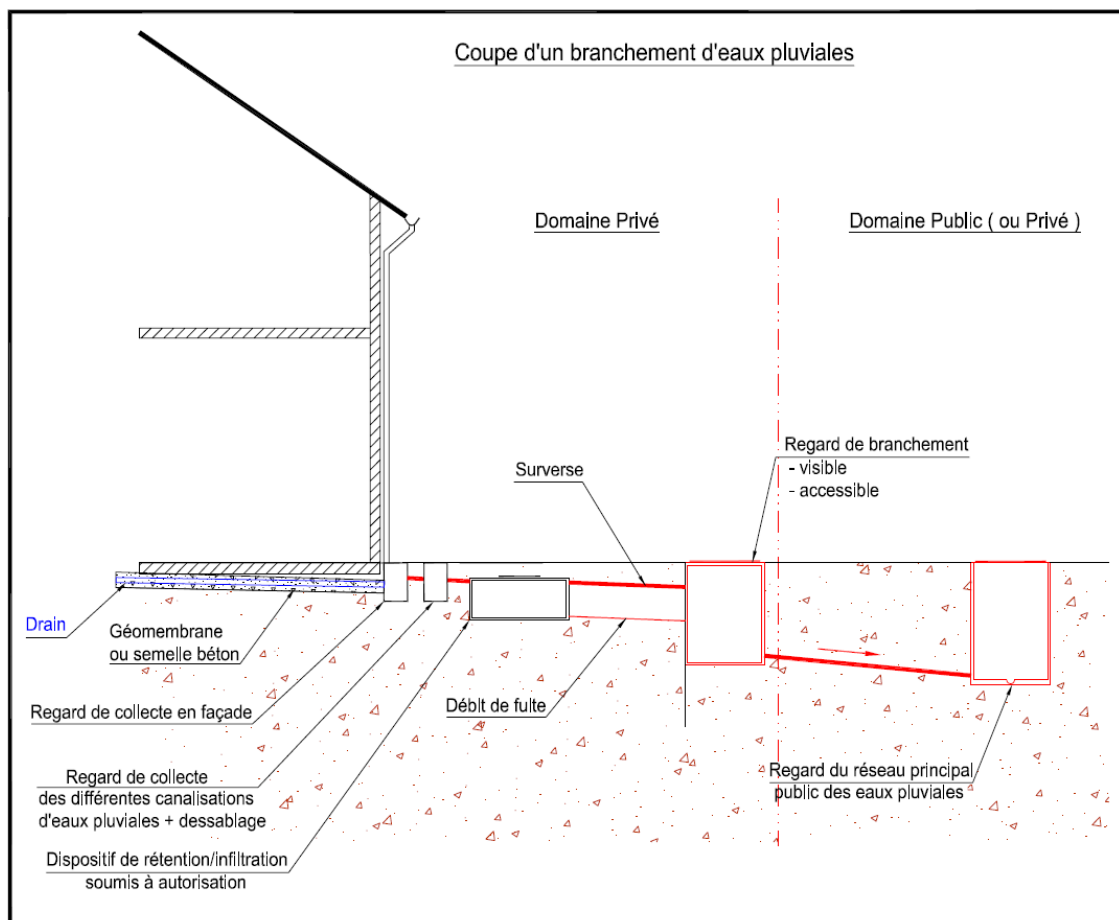 Coupe d'un branchement d'eaux pluviales
Domaine Privé
Domaine Public ( ou Privé )
Regard de branchement
- visible
- accessible
Surverse
Drain
Géomembrane
ou semelle béton
Regard de collecte en façade
Débit de fuite
Regard de collecte
des différentes canalisations
d'eaux pluviales + dessablage
Regard du réseau principal
public des eaux pluviales
Dispositif de rétention/infiltration
soumis à autorisation